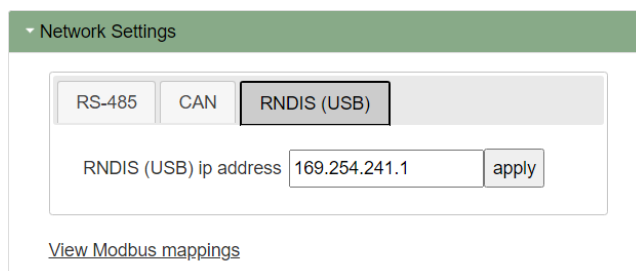 Network Settings
RS-485 CAN RNDIS (USB)
RNDIS (USB) ip address 169.254.241.1 apply
View Modbus mappings